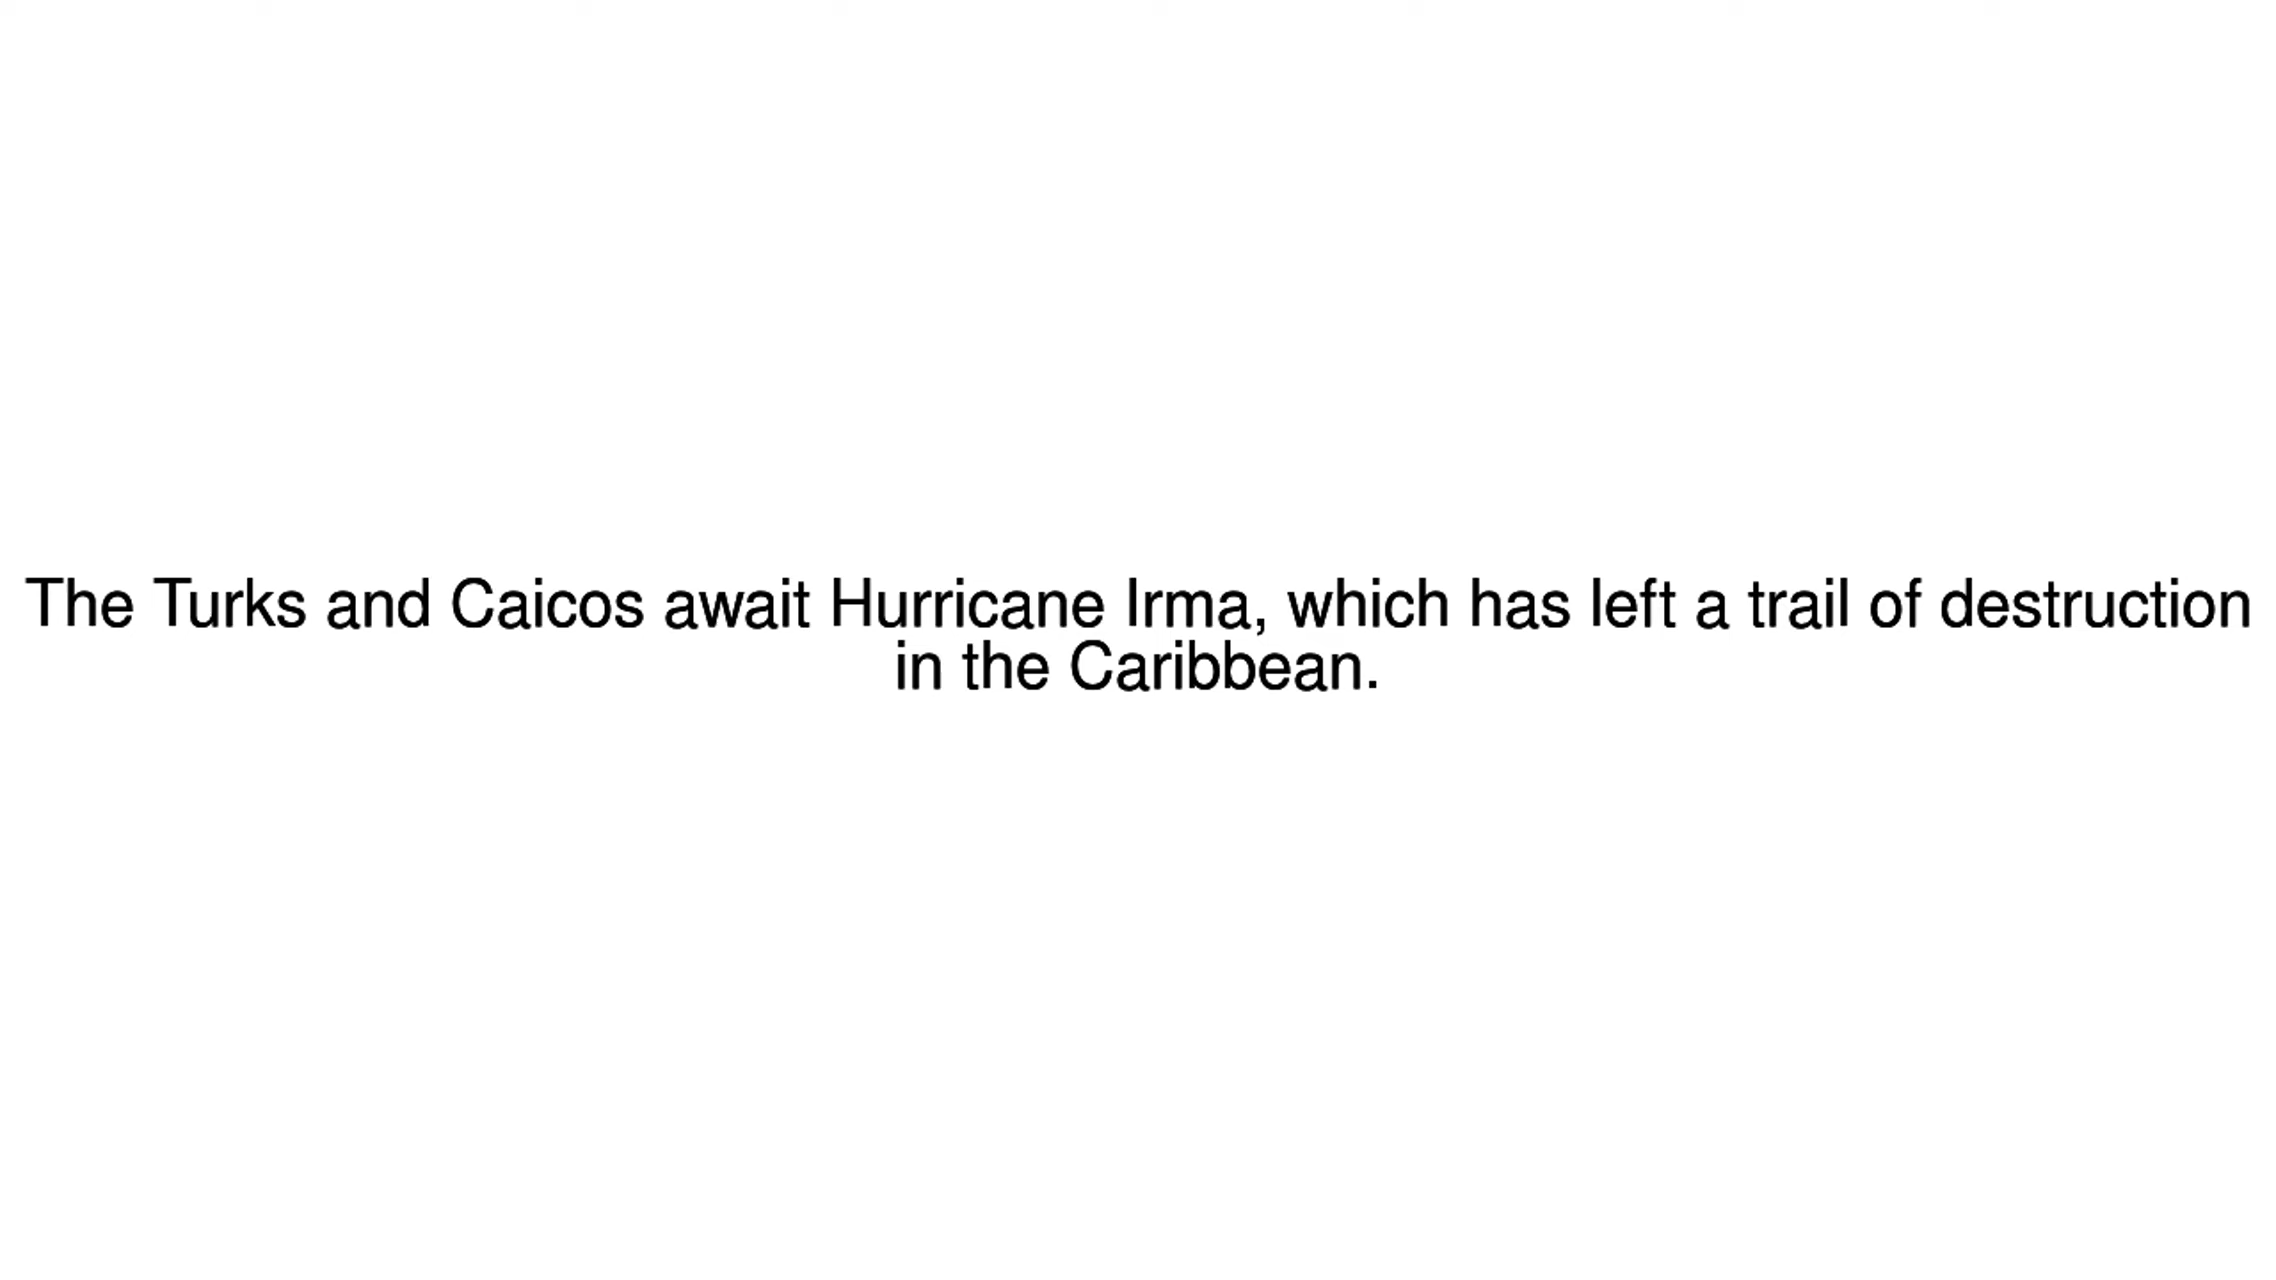 The Turks and Caicos await Hurricane Irma, which has left a trail of destruction
in the Caribbean.